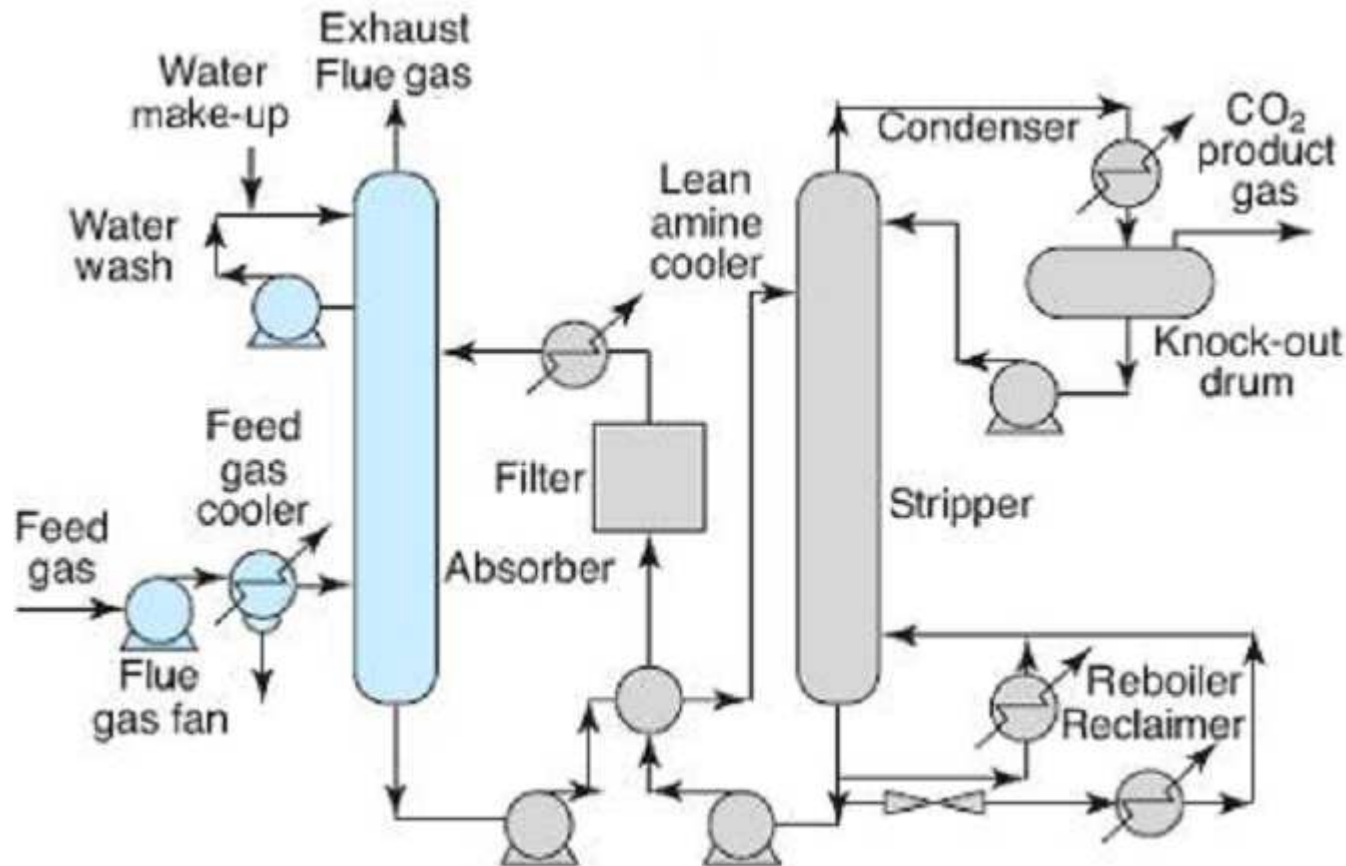 Exhaust
Flue gas
Water
make-up
Water
wash
Feed
gas
cooler
Feed
gas
Flue
gas fan
Absorber
Filter
Lean
amine
cooler
Condenser
CO₂
product
gas
Knock-out
drum
Stripper
Reboiler
Reclaimer